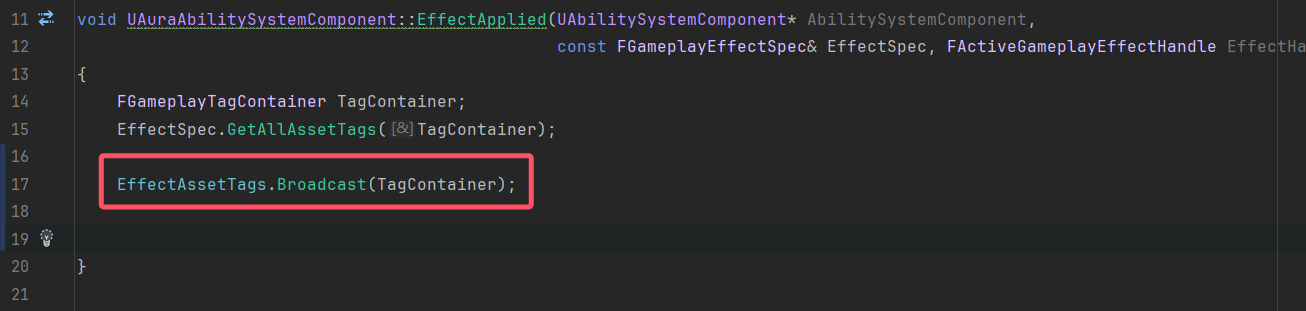 11 void UAuraAbilitySystemComponent::EffectApplied(UAbilitySystemComponent* AbilitySystemComponent,
12 const FGameplayEffectSpec& EffectSpec, FActiveGameplayEffectHandle EffectHa
13 {
14 FGameplayTagContainer TagContainer;
15 EffectSpec.GetAllAssetTags([&]TagContainer);
16
17 EffectAssetTags.Broadcast(TagContainer);
18
19
20 }
21